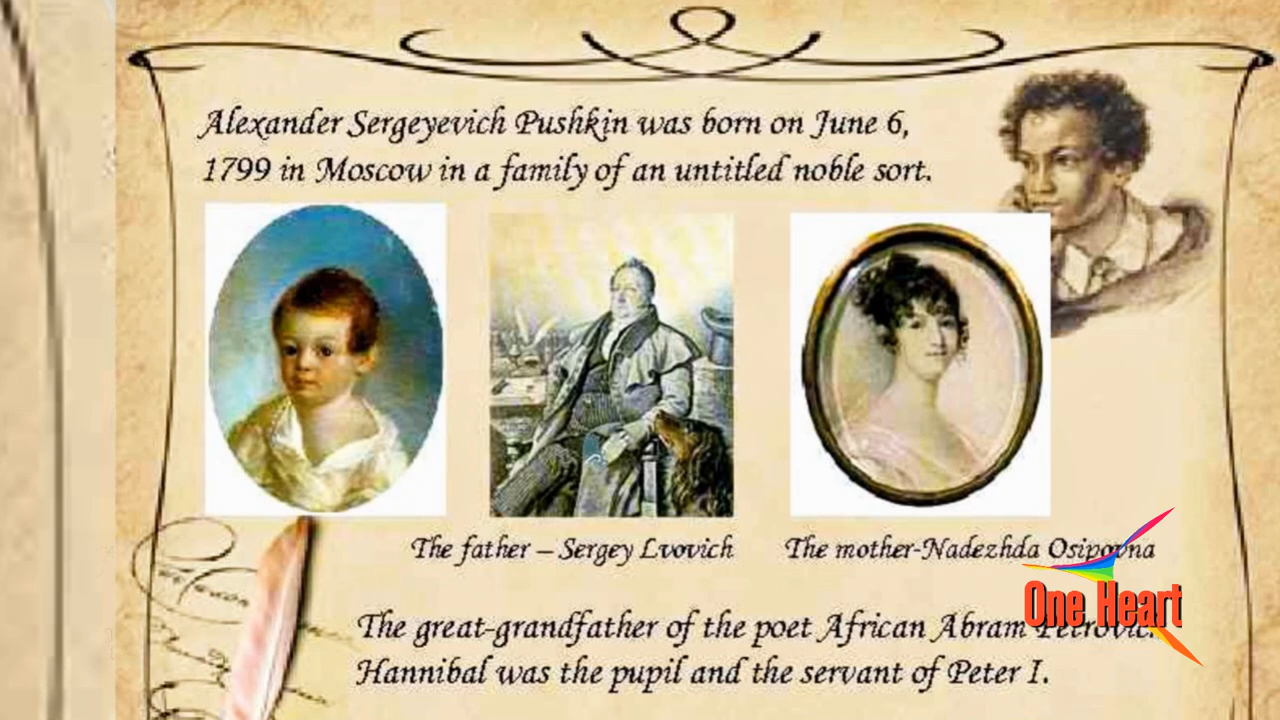 Alexander Sergeyevich Pushkin was born on June 6,
1799 in Moscow in a family of an untitled noble sort.
The father – Sergey Lvovich
The mother-Nadezhda Osipovna
The great-grandfather of the poet African Abram
Hannibal was the pupil and the servant of Peter I.
One Heart